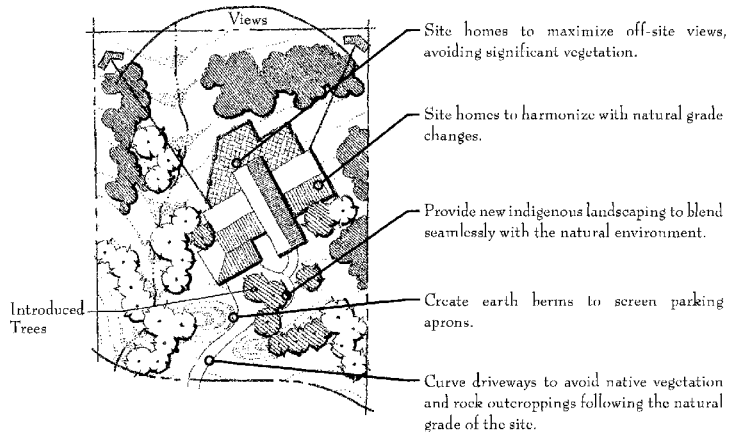 Views
Site homes to maximize off-site views,
avoiding significant vegetation.
Site homes to harmonize with natural grade
changes.
Provide new indigenous landscaping to blend
seamlessly with the natural environment.
Introduced
Trees
Create earth berms to screen parking
aprons.
Curve driveways to avoid native vegetation
and rock outcroppings following the natural
grade of the site.